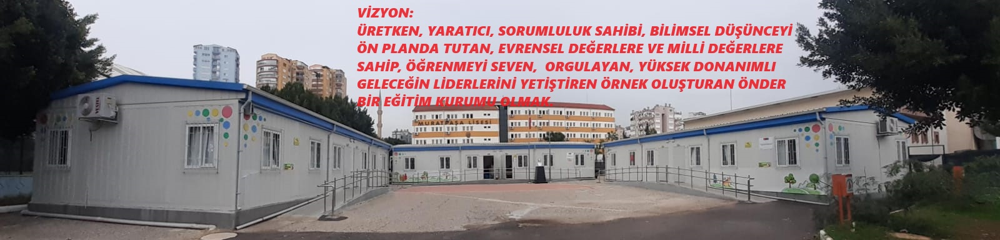 VİZYON:
ÜRETKEN, YARATICI, SORUMLULUK SAHİBİ, BİLİMSEL DÜŞÜNCEYİ
ÖN PLANDA TUTAN, EVRENSEL DEĞERLERE VE MİLLİ DEĞERLERE
SAHİP, ÖĞRENMEYİ SEVEN, ORGULAYAN, YÜKSEK DONANIMLI
GELECEĞİN LİDERLERİNİ YETİŞTİREN ÖRNEK OLUŞTURAN ÖNDER
BİR EĞİTİM KURUMU OLMAK
MURATPAŞA LİSESİ
VESTEL